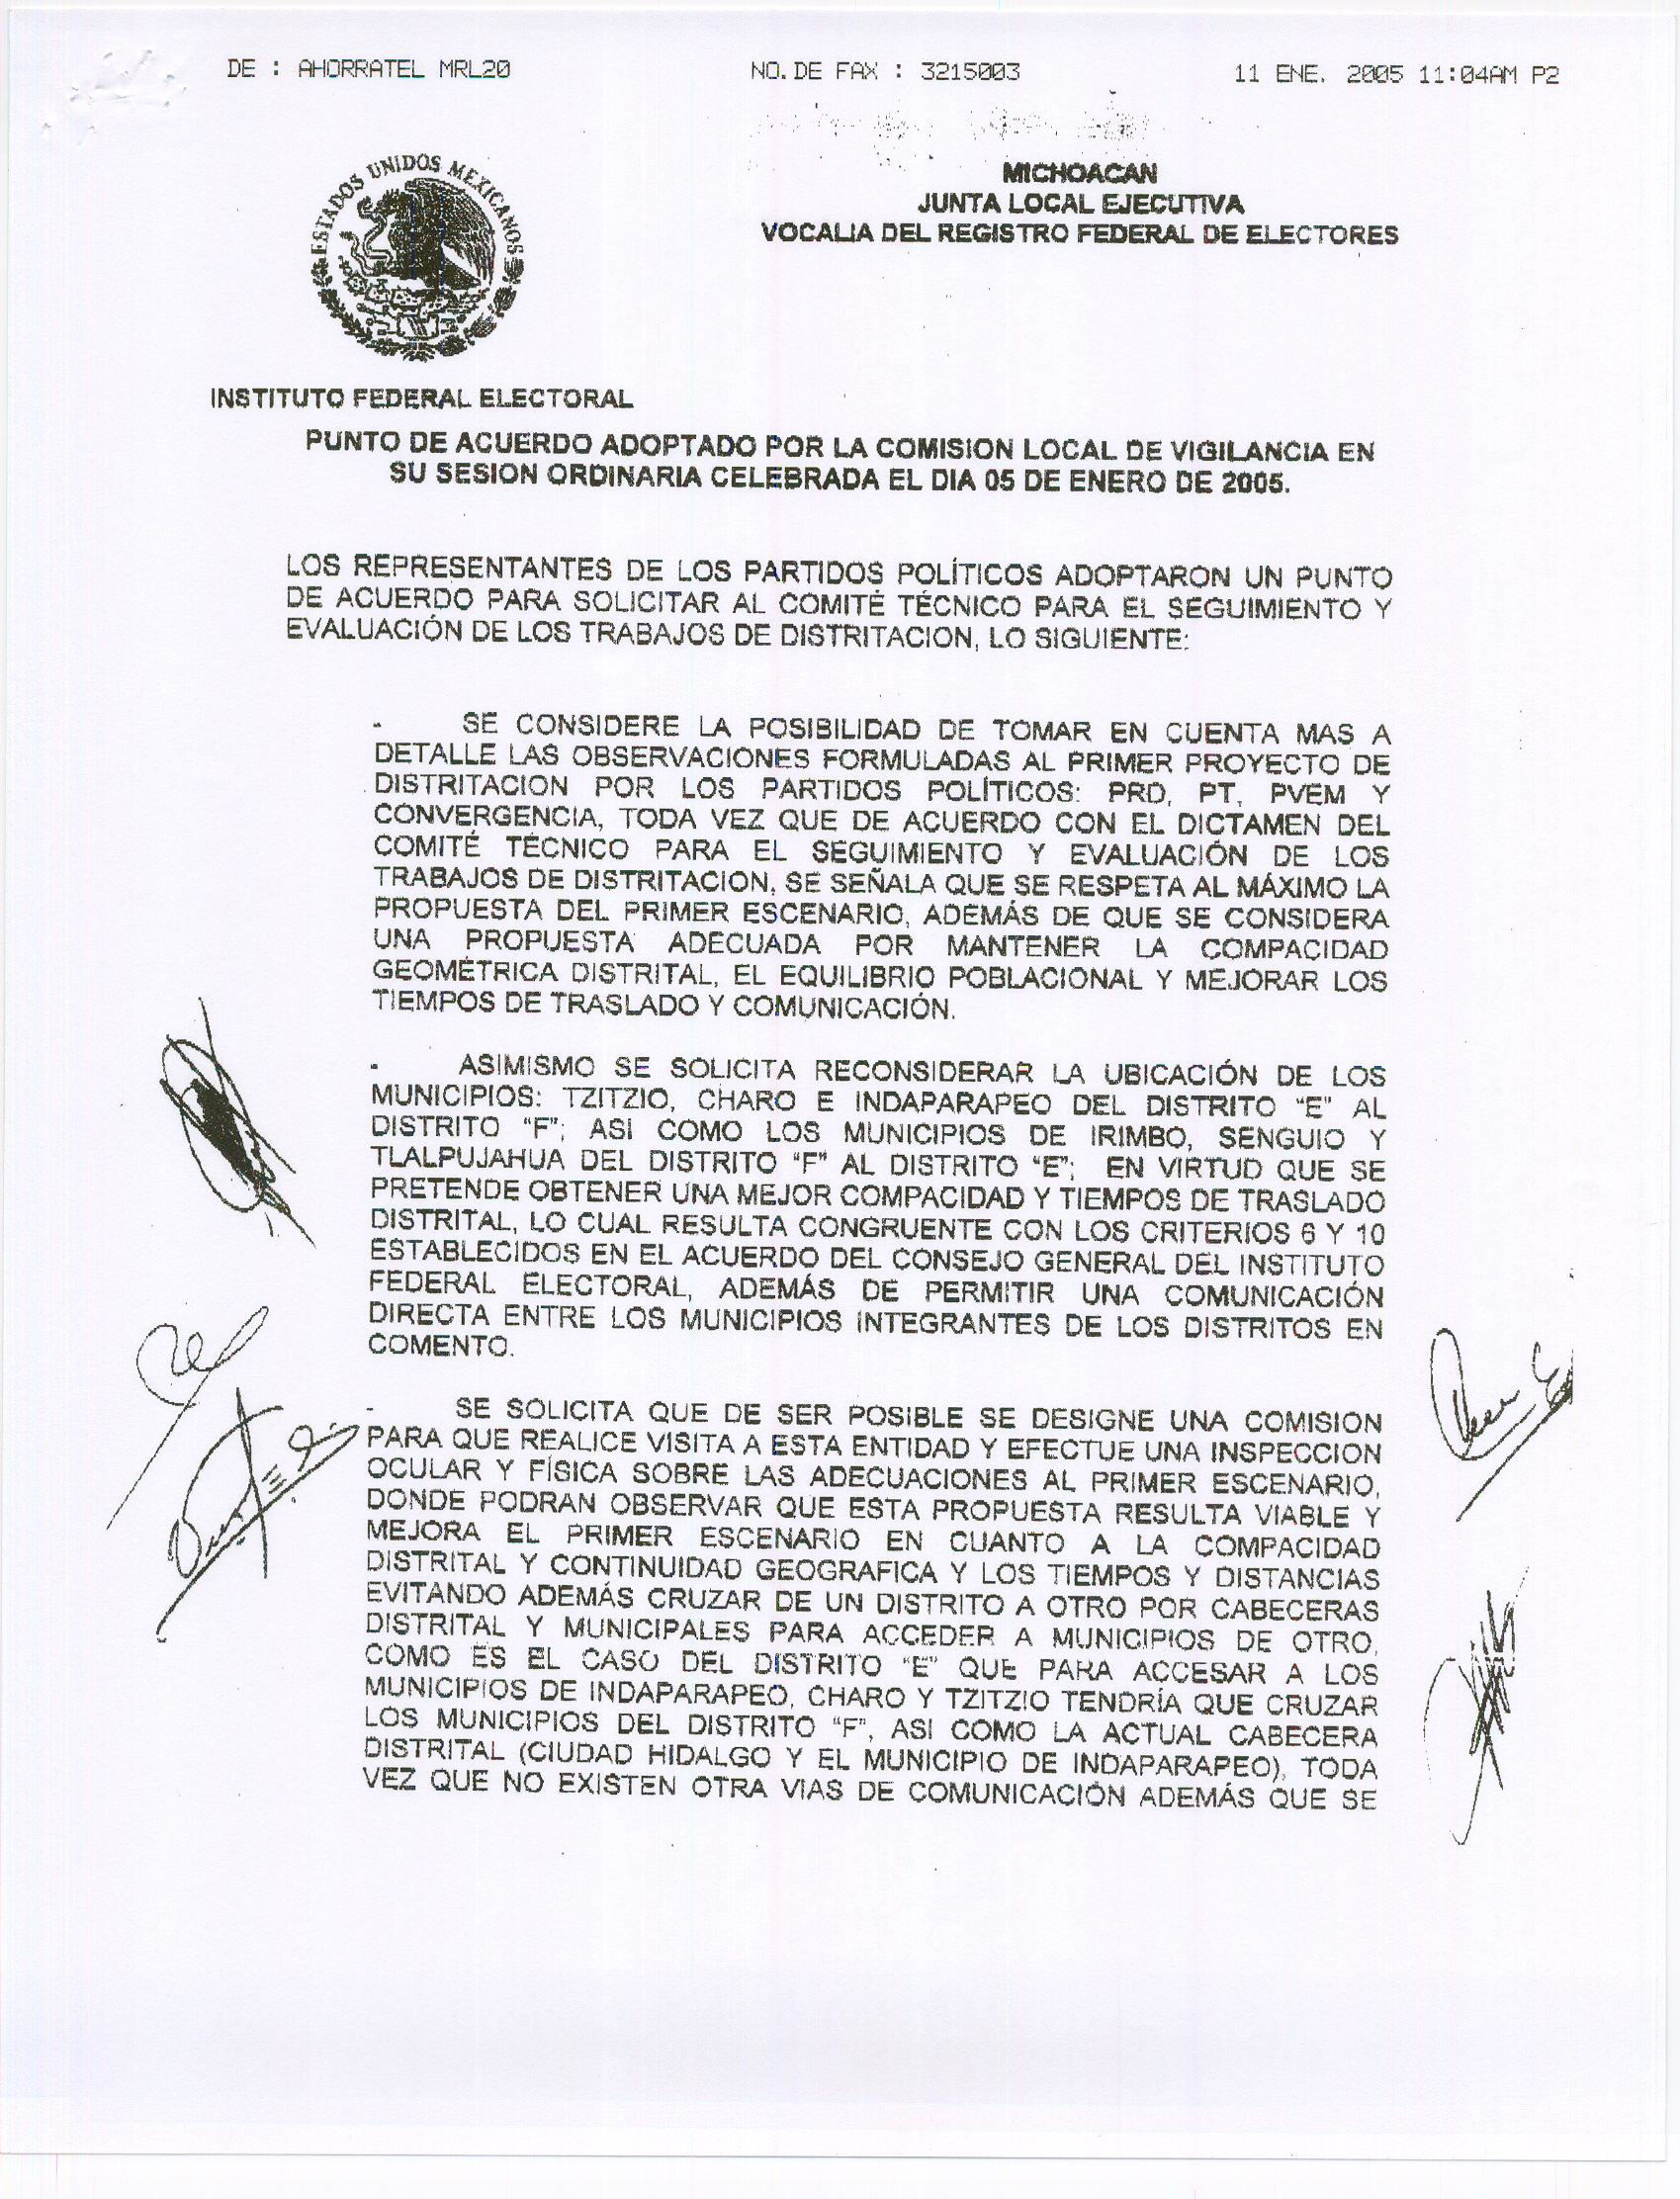 DE : AHORRATEL MRL20 NO. DE FAX : 3215003 11 ENE. 2005 11:04AM P2
ESTADOS UNIDOS MEXICANOS
MICHOACAN
JUNTA LOCAL EJECUTIVA
VOCALIA DEL REGISTRO FEDERAL DE ELECTORES
INSTITUTO FEDERAL ELECTORAL
PUNTO DE ACUERDO ADOPTADO POR LA COMISION LOCAL DE VIGILANCIA EN
SU SESION ORDINARIA CELEBRADA EL DIA 05 DE ENERO DE 2005.
LOS REPRESENTANTES DE LOS PARTIDOS POLÍTICOS ADOPTARON UN PUNTO
DE ACUERDO PARA SOLICITAR AL COMITÉ TÉCNICO PARA EL SEGUIMIENTO Y
EVALUACIÓN DE LOS TRABAJOS DE DISTRITACION, LO SIGUIENTE:
- SE CONSIDERE LA POSIBILIDAD DE TOMAR EN CUENTA MAS A
DETALLE LAS OBSERVACIONES FORMULADAS AL PRIMER PROYECTO DE
DISTRITACION POR LOS PARTIDOS POLÍTICOS: PRD, PT, PVEM Y
CONVERGENCIA, TODA VEZ QUE DE ACUERDO CON EL DICTAMEN DEL
COMITÉ TÉCNICO PARA EL SEGUIMIENTO Y EVALUACIÓN DE LOS
TRABAJOS DE DISTRITACION, SE SEÑALA QUE SE RESPETA AL MÁXIMO LA
PROPUESTA DEL PRIMER ESCENARIO, ADEMÁS DE QUE SE CONSIDERA
UNA PROPUESTA ADECUADA POR MANTENER LA COMPACIDAD
GEOMÉTRICA DISTRITAL, EL EQUILIBRIO POBLACIONAL Y MEJORAR LOS
TIEMPOS DE TRASLADO Y COMUNICACIÓN.
- ASIMISMO SE SOLICITA RECONSIDERAR LA UBICACIÓN DE LOS
MUNICIPIOS: TZITZIO, CHARO E INDAPARAPEO DEL DISTRITO "E" AL
DISTRITO "F"; ASI COMO LOS MUNICIPIOS DE IRIMBO, SENGUIO Y
TLALPUJAHUA DEL DISTRITO "F" AL DISTRITO "E"; EN VIRTUD QUE SE
PRETENDE OBTENER UNA MEJOR COMPACIDAD Y TIEMPOS DE TRASLADO
DISTRITAL, LO CUAL RESULTA CONGRUENTE CON LOS CRITERIOS 6 Y 10
ESTABLECIDOS EN EL ACUERDO DEL CONSEJO GENERAL DEL INSTITUTO
FEDERAL ELECTORAL, ADEMÁS DE PERMITIR UNA COMUNICACIÓN
DIRECTA ENTRE LOS MUNICIPIOS INTEGRANTES DE LOS DISTRITOS EN
COMENTO.
- SE SOLICITA QUE DE SER POSIBLE SE DESIGNE UNA COMISION
PARA QUE REALICE VISITA A ESTA ENTIDAD Y EFECTUE UNA INSPECCION
OCULAR Y FÍSICA SOBRE LAS ADECUACIONES AL PRIMER ESCENARIO,
DONDE PODRAN OBSERVAR QUE ESTA PROPUESTA RESULTA VIABLE Y
MEJORA EL PRIMER ESCENARIO EN CUANTO A LA COMPACIDAD
DISTRITAL Y CONTINUIDAD GEOGRAFICA Y LOS TIEMPOS Y DISTANCIAS
EVITANDO ADEMÁS CRUZAR DE UN DISTRITO A OTRO POR CABECERAS
DISTRITAL Y MUNICIPALES PARA ACCEDER A MUNICIPIOS DE OTRO,
COMO ES EL CASO DEL DISTRITO "E" QUE PARA ACCESAR A LOS
MUNICIPIOS DE INDAPARAPEO, CHARO Y TZITZIO TENDRÍA QUE CRUZAR
LOS MUNICIPIOS DEL DISTRITO "F", ASI COMO LA ACTUAL CABECERA
DISTRITAL (CIUDAD HIDALGO Y EL MUNICIPIO DE INDAPARAPEO), TODA
VEZ QUE NO EXISTEN OTRA VIAS DE COMUNICACIÓN ADEMÁS QUE SE